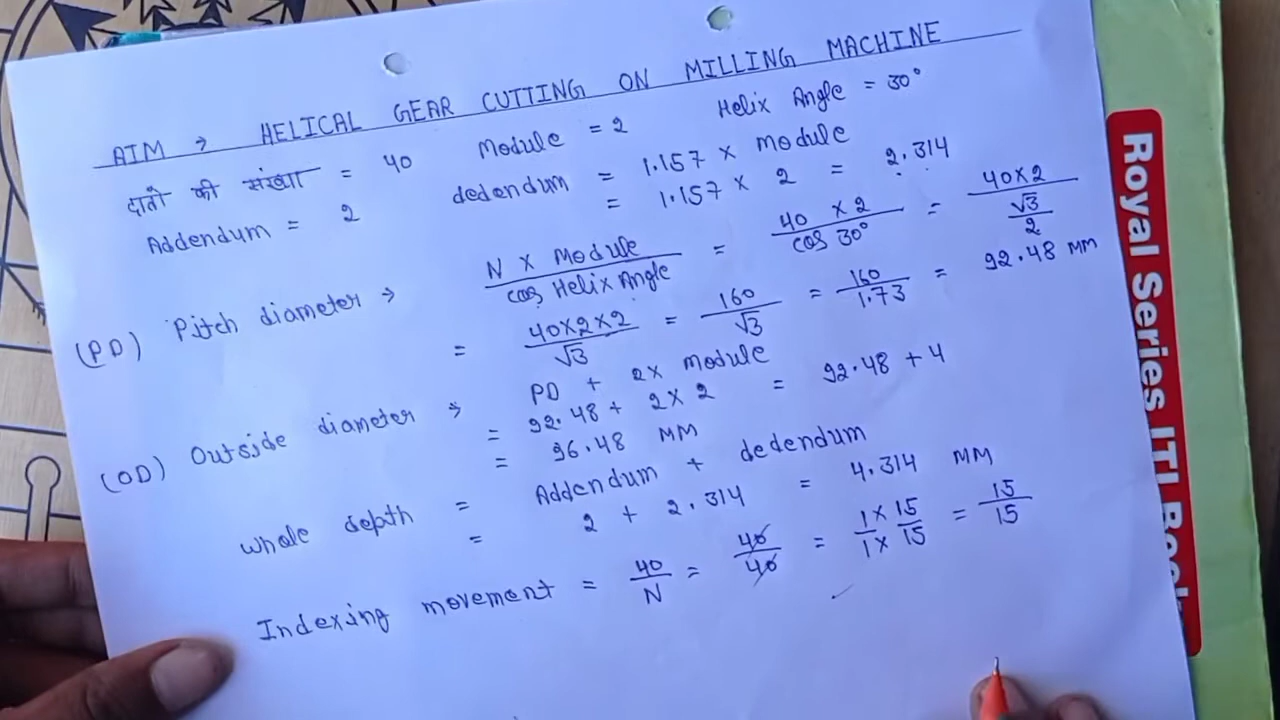 AIM → HELICAL GEAR CUTTING ON MILLING MACHINE
दातो की संख्या = 40 Module = 2 Helix Angle = 30°
Addendum = 2 dedendum = 1.157 × Module
= 1.157 × 2 = 2.314
(PD) Pitch diameter → N × Module / cos Helix Angle = 40 × 2 / cos 30° = 40×2 / √3/2
= 40×2×2 / √3 = 160 / √3 = 160 / 1.73 = 92.48 MM
(OD) Outside diameter → PD + 2× Module
= 92.48 + 2×2 = 92.48 + 4
= 96.48 MM
Whole depth = Addendum + dedendum
= 2 + 2.314 = 4.314 MM
Indexing movement = 40/N = 40/40 = 1×15 / 1×15 = 15/15
Royal Series ITI